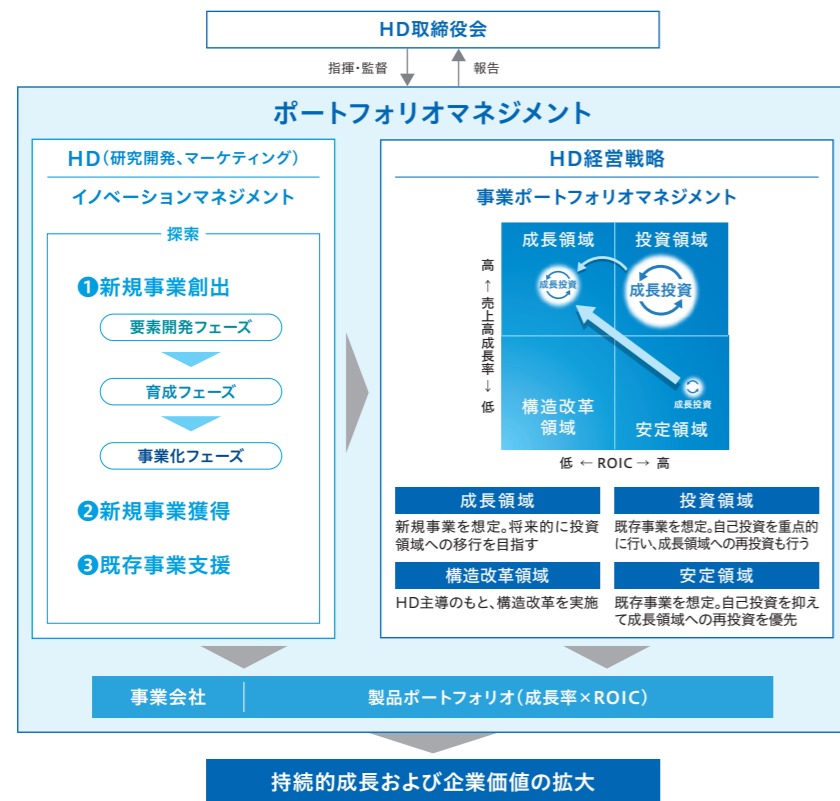 HD取締役会
指揮・監督
報告
ポートフォリオマネジメント
HD(研究開発、マーケティング)
イノベーションマネジメント
探索
❶新規事業創出
要素開発フェーズ
育成フェーズ
事業化フェーズ
❷新規事業獲得
❸既存事業支援
HD経営戦略
事業ポートフォリオマネジメント
高←売上高成長率→低
成長領域
投資領域
成長投資
成長投資
構造改革
領域
成長投資
安定領域
低 ← ROIC → 高
成長領域
新規事業を想定。将来的に投資
領域への移行を目指す
投資領域
既存事業を想定。自己投資を重点的
に行い、成長領域への再投資も行う
構造改革領域
HD主導のもと、構造改革を実施
安定領域
既存事業を想定。自己投資を抑え
て成長領域への再投資を優先
事業会社
製品ポートフォリオ(成長率×ROIC)
持続的成長および企業価値の拡大